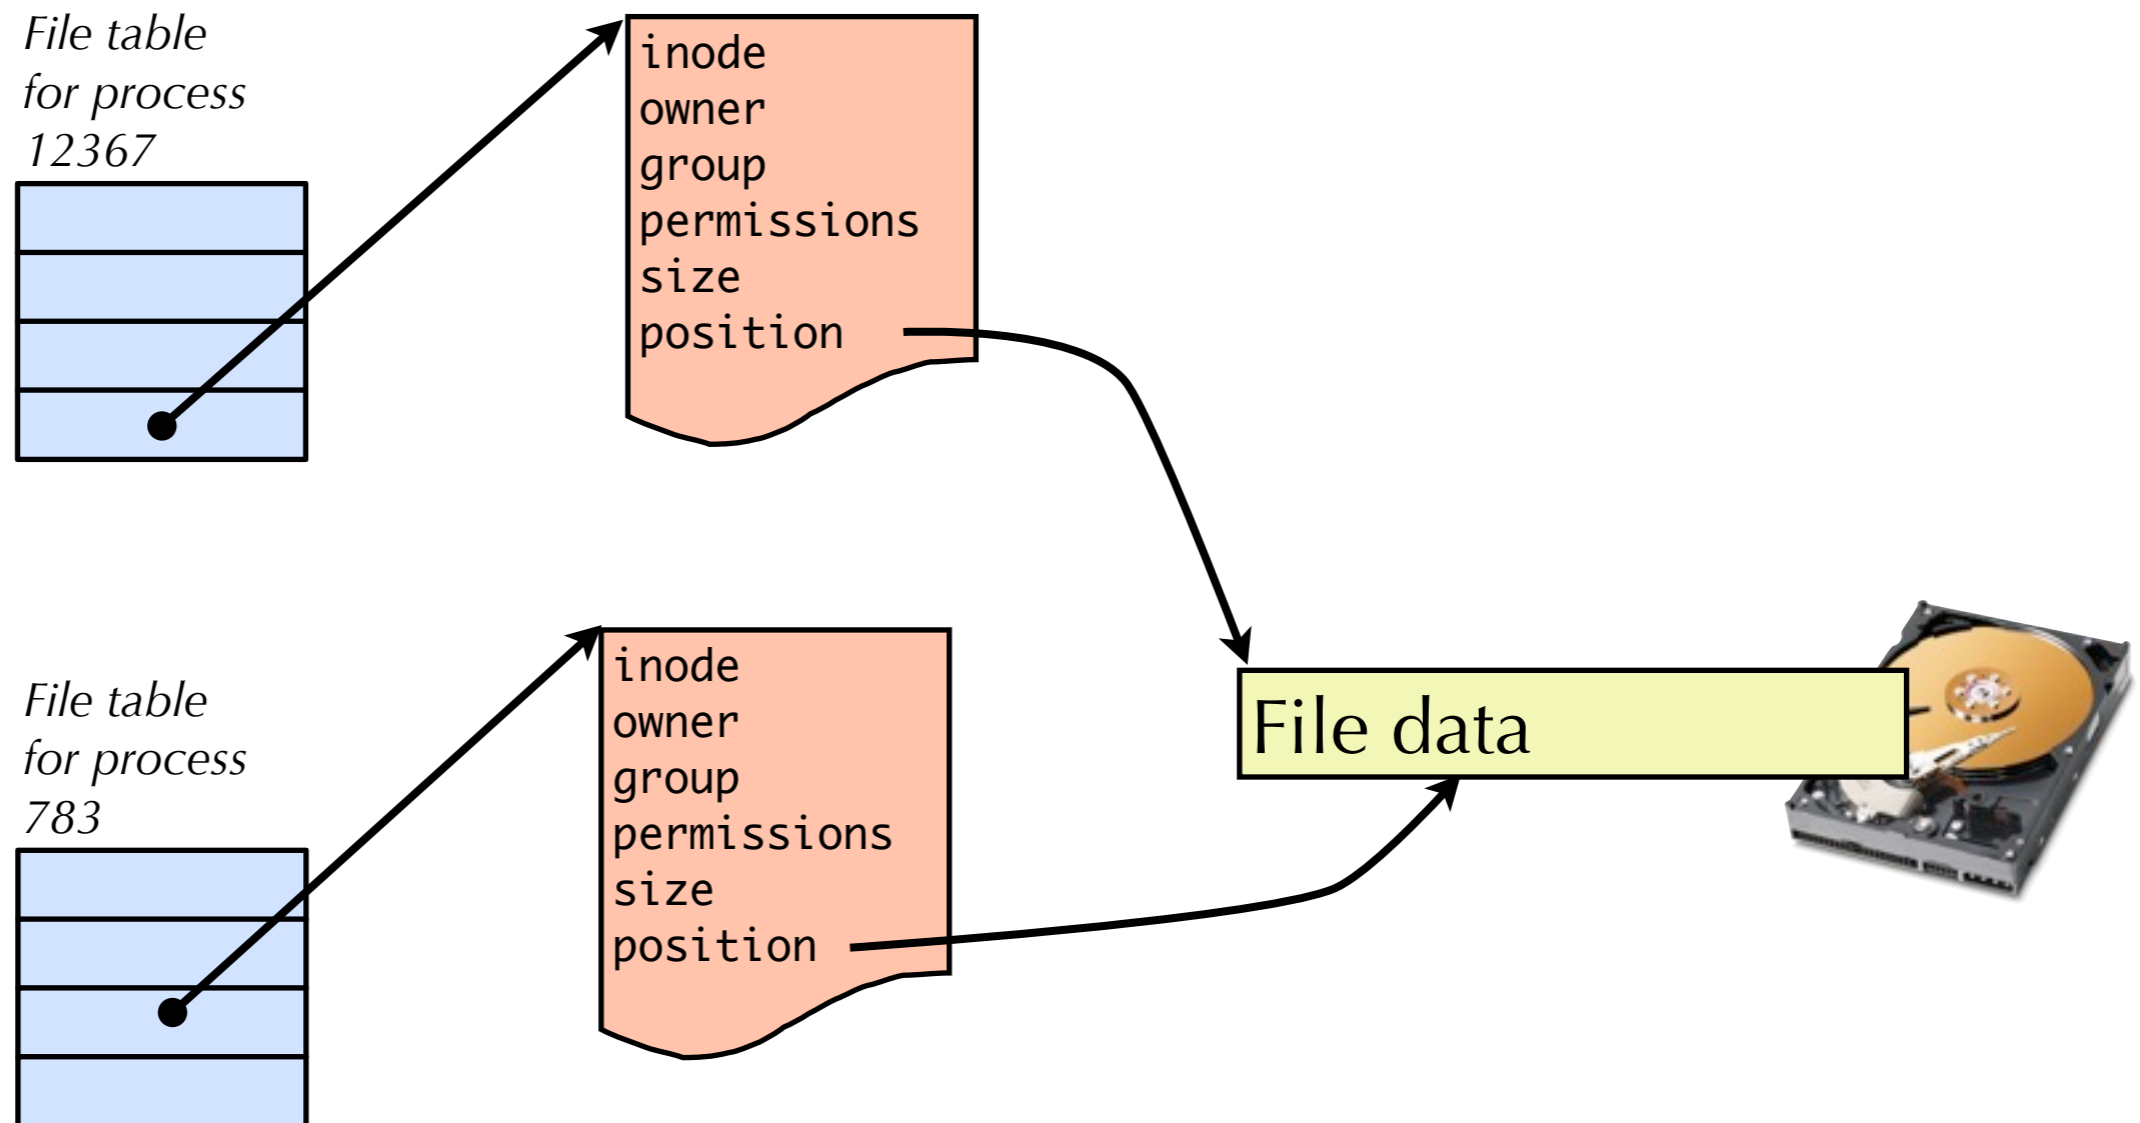 File table
for process
12367
inode
owner
group
permissions
size
position
File table
for process
783
inode
owner
group
permissions
size
position
File data